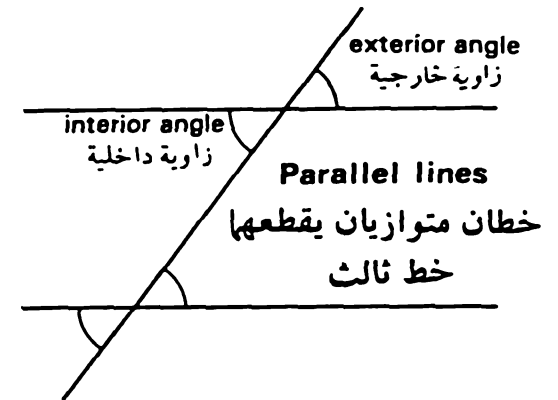 exterior angle
زاوية خارجية
interior angle
زاوية داخلية
Parallel lines
خطان متوازيان يقطعهما
خط ثالث